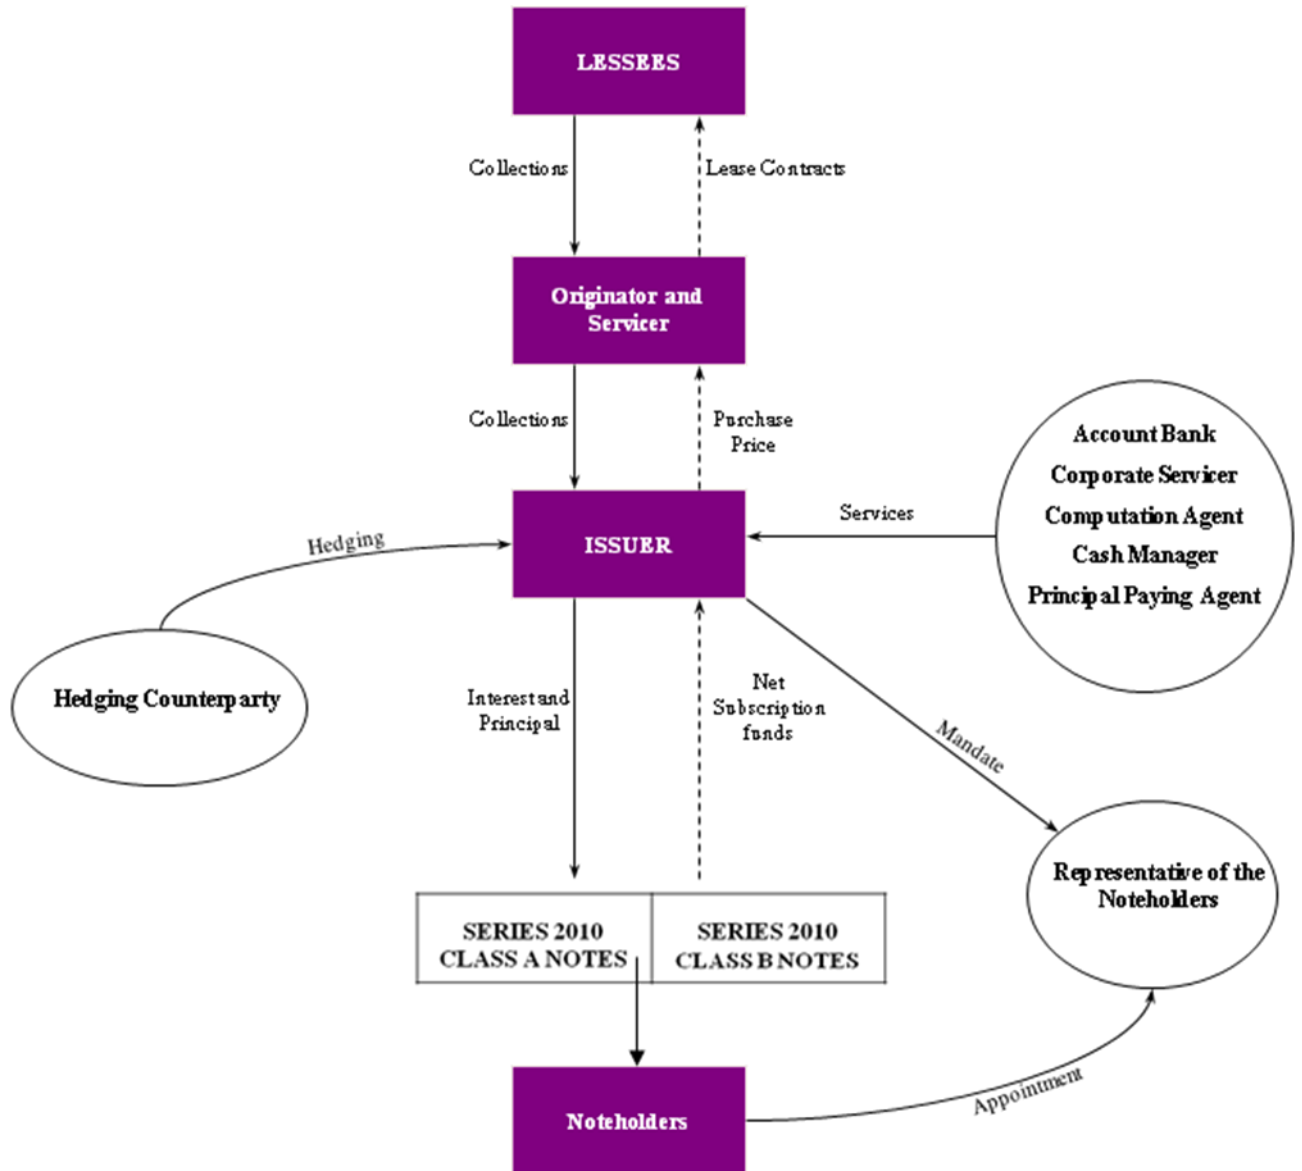 LESSEES
Collections
Lease Contracts
Originator and
Servicer
Collections
Purchase
Price
Account Bank
Corporate Servicer
Computation Agent
Cash Manager
Principal Paying Agent
Services
Hedging
ISSUER
Hedging Counterparty
Interest and
Principal
Net
Subscription
funds
Mandate
Representative of the
Noteholders
SERIES 2010
CLASS A NOTES
SERIES 2010
CLASS B NOTES
Appointment
Noteholders